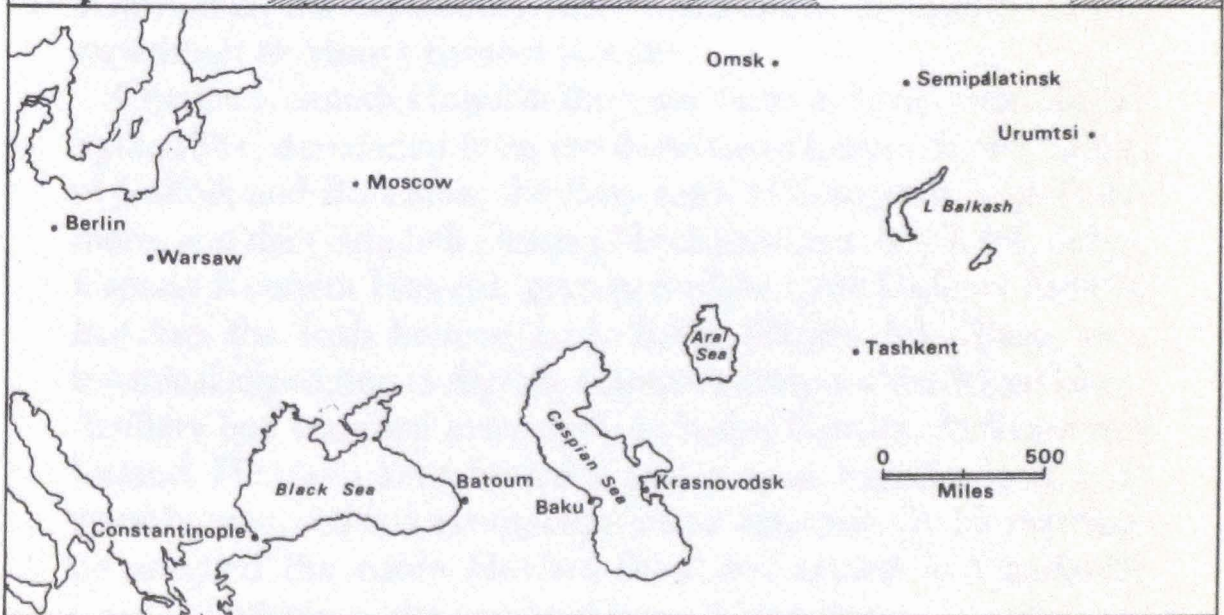 Omsk
Semipalatinsk
Urumtsi
Moscow
L Balkash
Berlin
Warsaw
Aral
Sea
Tashkent
Caspian Sea
0 500
Miles
Black Sea
Batoum
Krasnovodsk
Baku
Constantinople